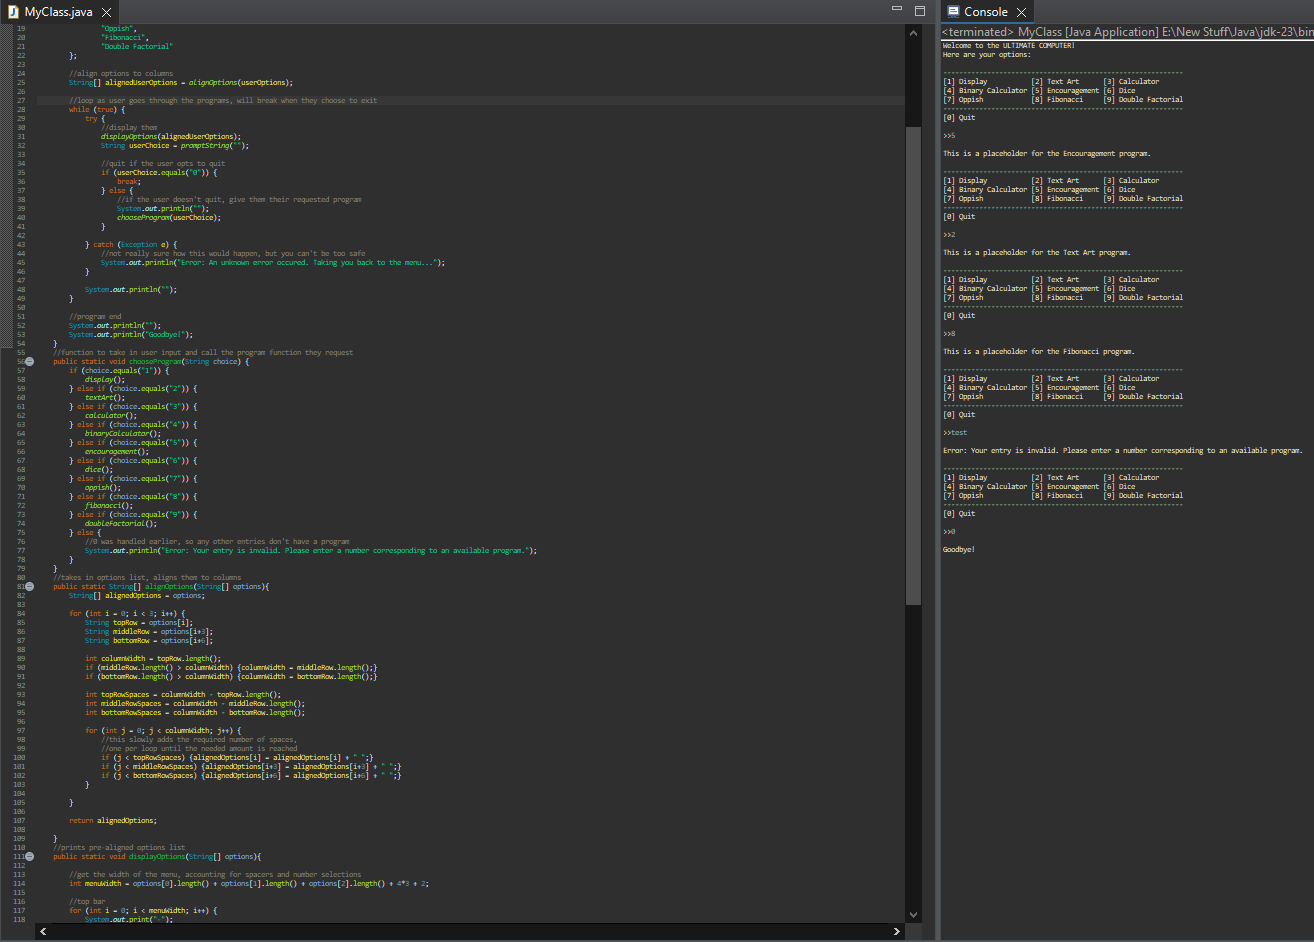 MyClass.java
19 "Oppish",
20 "Fibonacci",
21 "Double Factorial"
22 };
23
24 //align options to columns
25 String[] alignedUserOptions = alignOptions(userOptions);
26
27 //loop as user goes through the programs, will break when they choose to exit
28 while (true) {
29 try {
30 //display them
31 displayOptions(alignedUserOptions);
32 String userChoice = promptString("");
33
34 //quit if the user opts to quit
35 if (userChoice.equals("0")) {
36 break;
37 } else {
38 //if the user doesn't quit, give them their requested program
39 System.out.println("");
40 chooseProgram(userChoice);
41 }
42
43 } catch (Exception e) {
44 //not really sure how this would happen, but you can't be too safe
45 System.out.println("Error: An unknown error occured. Taking you back to the menu...");
46 }
47
48 System.out.println("");
49 }
50
51 //program end
52 System.out.println("");
53 System.out.println("Goodbye!");
54 }
55 //function to take in user input and call the program function they request
56 public static void chooseProgram(String choice) {
57 if (choice.equals("1")) {
58 display();
59 } else if (choice.equals("2")) {
60 textArt();
61 } else if (choice.equals("3")) {
62 calculator();
63 } else if (choice.equals("4")) {
64 binaryCalculator();
65 } else if (choice.equals("5")) {
66 encouragement();
67 } else if (choice.equals("6")) {
68 dice();
69 } else if (choice.equals("7")) {
70 oppish();
71 } else if (choice.equals("8")) {
72 fibonacci();
73 } else if (choice.equals("9")) {
74 doubleFactorial();
75 } else {
76 //0 was handled earlier, so any other entries don't have a program
77 System.out.println("Error: Your entry is invalid. Please enter a number corresponding to an available program.");
78 }
79 }
80 //takes in options list, aligns them to columns
81 public static String[] alignOptions(String[] options){
82 String[] alignedOptions = options;
83
84 for (int i = 0; i < 3; i++) {
85 String topRow = options[i];
86 String middleRow = options[i+3];
87 String bottomRow = options[i+6];
88
89 int columnWidth = topRow.length();
90 if (middleRow.length() > columnWidth) {columnWidth = middleRow.length();}
91 if (bottomRow.length() > columnWidth) {columnWidth = bottomRow.length();}
92
93 int topRowSpaces = columnWidth - topRow.length();
94 int middleRowSpaces = columnWidth - middleRow.length();
95 int bottomRowSpaces = columnWidth - bottomRow.length();
96
97 for (int j = 0; j < columnWidth; j++) {
98 //this slowly adds the required number of spaces,
99 //one per loop until the needed amount is reached
100 if (j < topRowSpaces) {alignedOptions[i] = alignedOptions[i] + " ";}
101 if (j < middleRowSpaces) {alignedOptions[i+3] = alignedOptions[i+3] + " ";}
102 if (j < bottomRowSpaces) {alignedOptions[i+6] = alignedOptions[i+6] + " ";}
103 }
104
105 }
106
107 return alignedOptions;
108
109 }
110 //prints pre-aligned options list
111 public static void displayOptions(String[] options){
112
113 //get the width of the menu, accounting for spacers and number selections
114 int menuWidth = options[0].length() + options[1].length() + options[2].length() + 4*3 + 2;
115
116 //top bar
117 for (int i = 0; i < menuWidth; i++) {
118 System.out.print("-");
Console
<terminated> MyClass [Java Application] E:\New Stuff\Java\jdk-23\bin
Welcome to the ULTIMATE COMPUTER!
Here are your options:
------------------------------------------------------------
[1] Display [2] Text Art [3] Calculator
[4] Binary Calculator [5] Encouragement [6] Dice
[7] Oppish [8] Fibonacci [9] Double Factorial
------------------------------------------------------------
[0] Quit
>>5
This is a placeholder for the Encouragement program.
------------------------------------------------------------
[1] Display [2] Text Art [3] Calculator
[4] Binary Calculator [5] Encouragement [6] Dice
[7] Oppish [8] Fibonacci [9] Double Factorial
------------------------------------------------------------
[0] Quit
>>2
This is a placeholder for the Text Art program.
------------------------------------------------------------
[1] Display [2] Text Art [3] Calculator
[4] Binary Calculator [5] Encouragement [6] Dice
[7] Oppish [8] Fibonacci [9] Double Factorial
------------------------------------------------------------
[0] Quit
>>8
This is a placeholder for the Fibonacci program.
------------------------------------------------------------
[1] Display [2] Text Art [3] Calculator
[4] Binary Calculator [5] Encouragement [6] Dice
[7] Oppish [8] Fibonacci [9] Double Factorial
------------------------------------------------------------
[0] Quit
>>test
Error: Your entry is invalid. Please enter a number corresponding to an available program.
------------------------------------------------------------
[1] Display [2] Text Art [3] Calculator
[4] Binary Calculator [5] Encouragement [6] Dice
[7] Oppish [8] Fibonacci [9] Double Factorial
------------------------------------------------------------
[0] Quit
>>0
Goodbye!